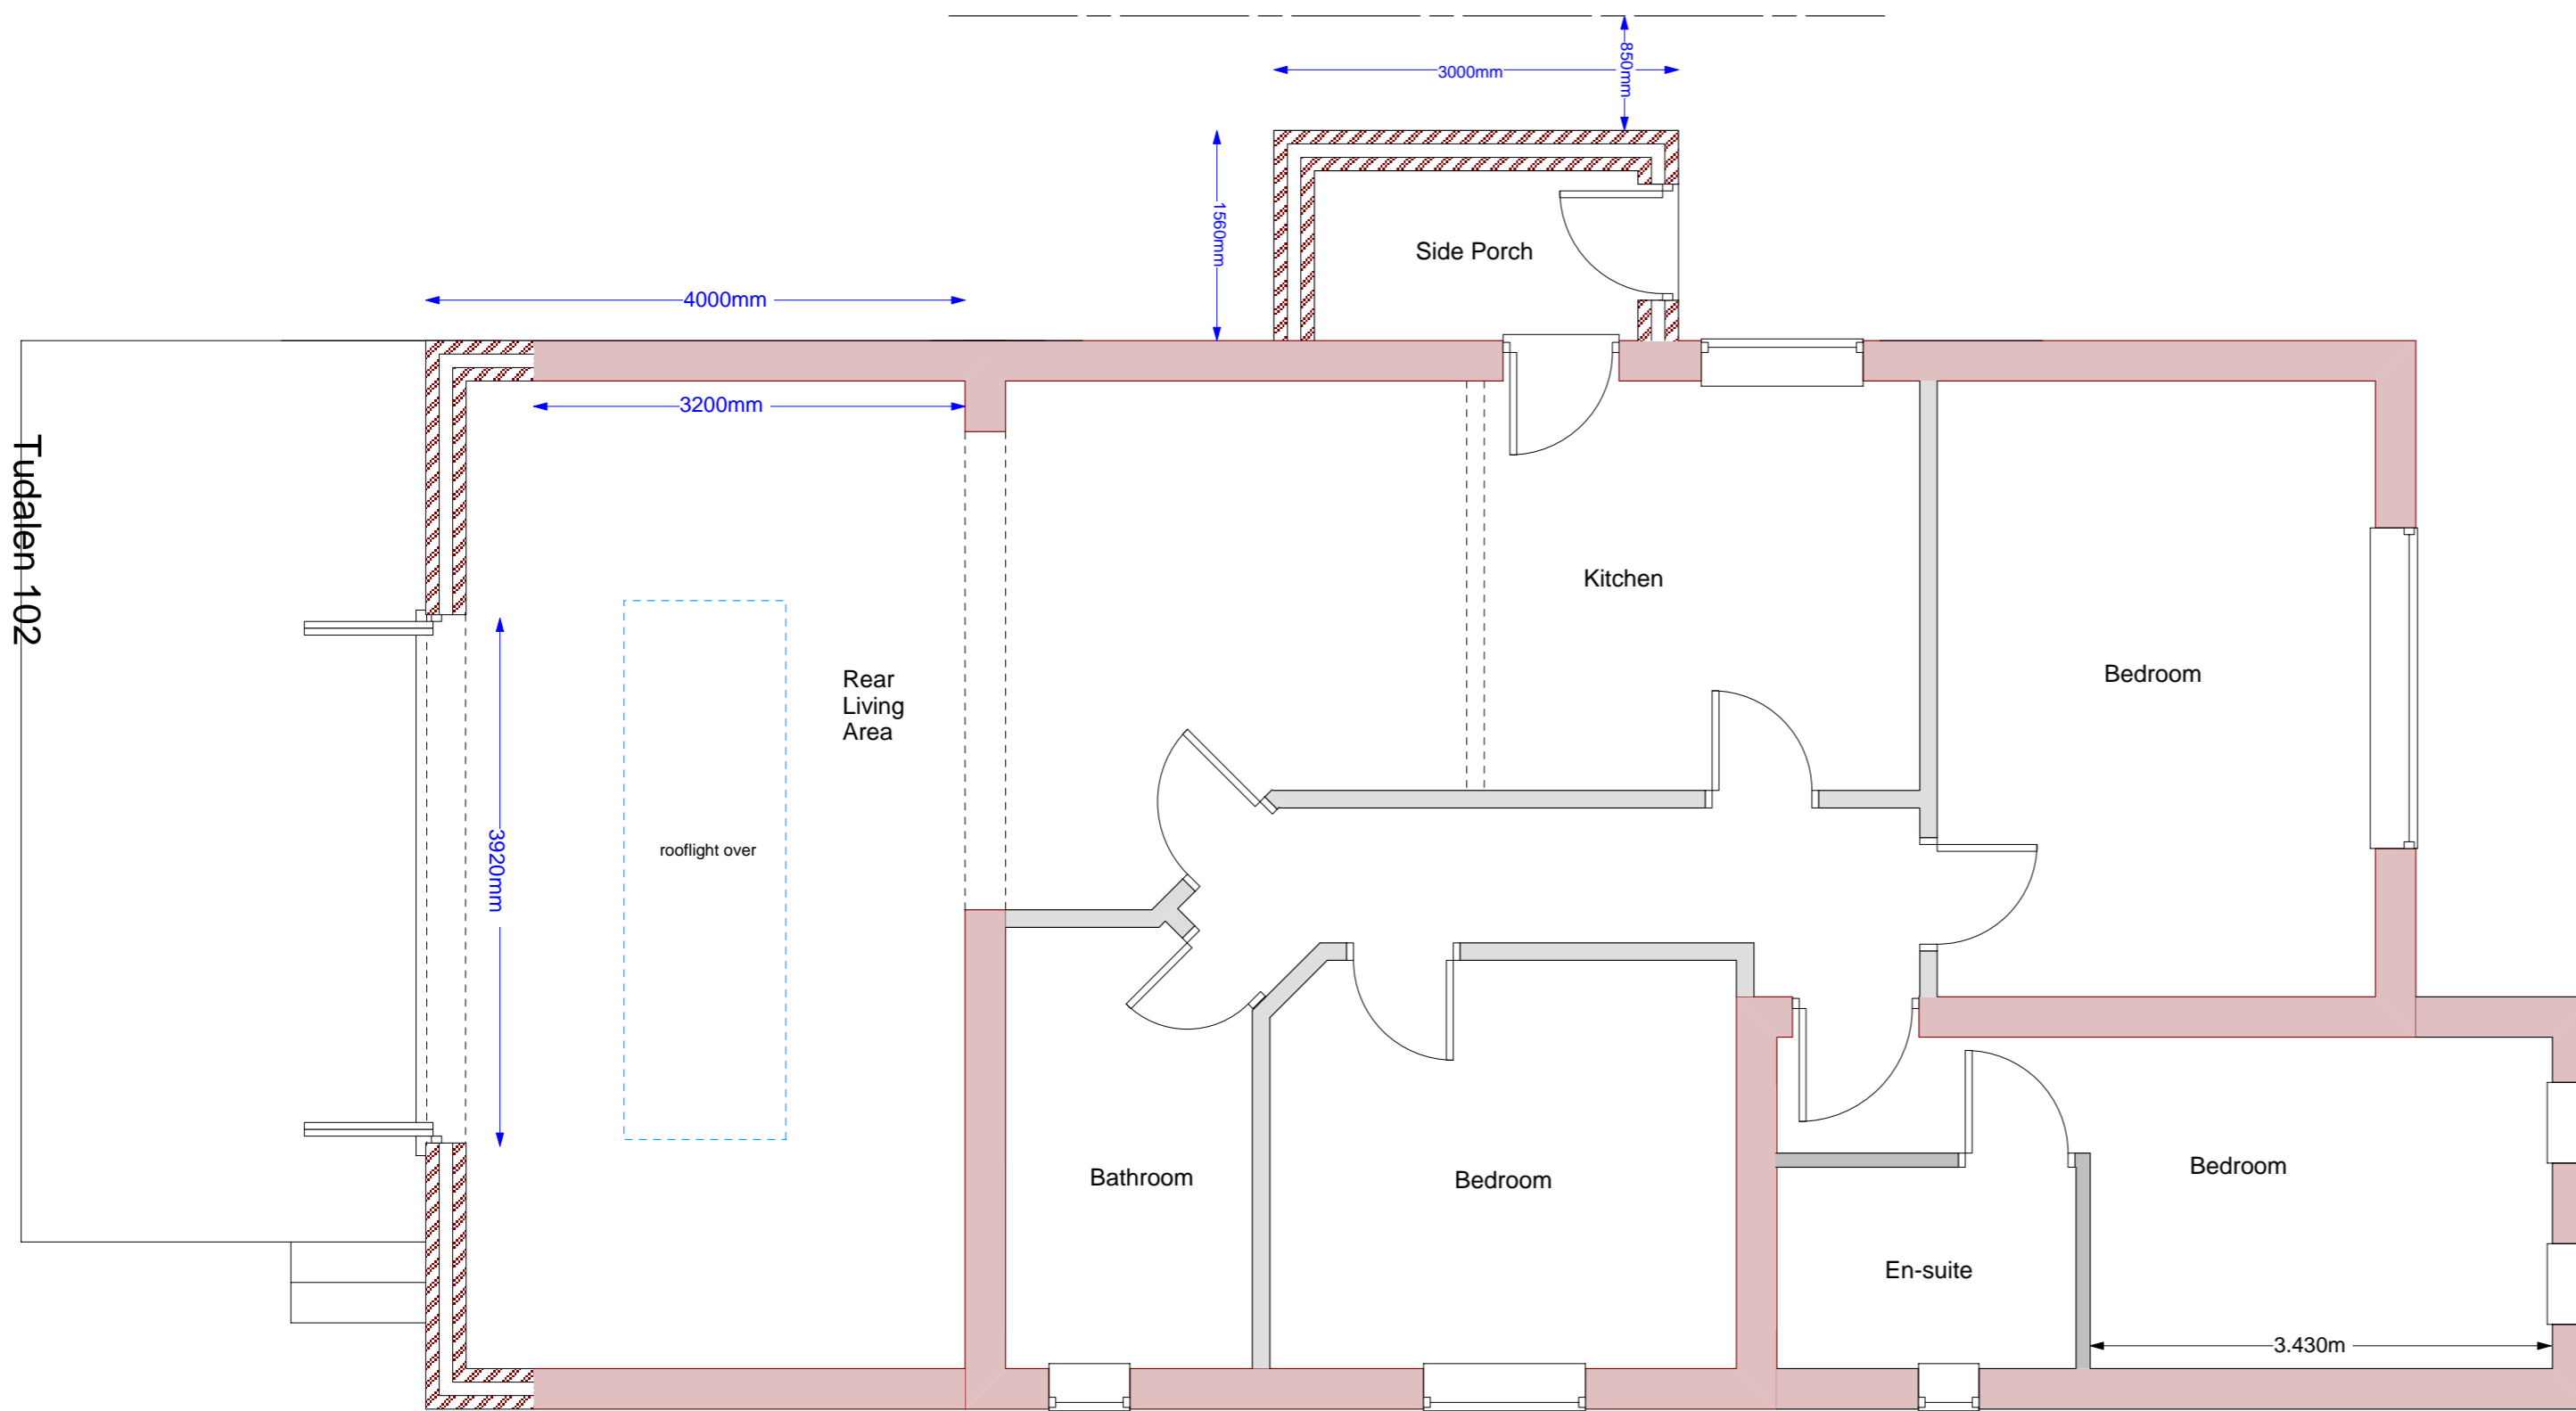 850mm
3000mm
1560mm
Side Porch
4000mm
3200mm
Tudalen 102
Kitchen
Bedroom
Rear
Living
Area
rooflight over
3920mm
Bathroom
Bedroom
Bedroom
En-suite
3.430m